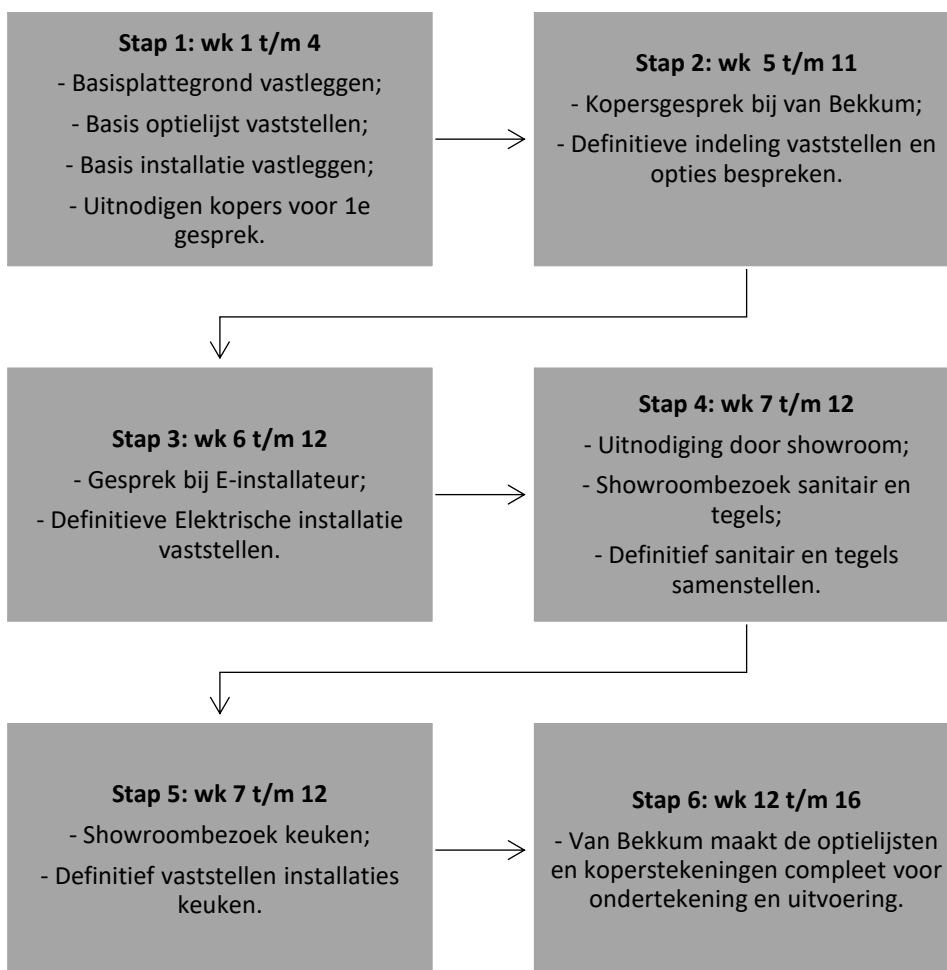 Stap 1: wk 1 t/m 4
- Basisplattegrond vastleggen;
- Basis optielijst vaststellen;
- Basis installatie vastleggen;
- Uitnodigen kopers voor 1e
gesprek.
Stap 2: wk  5 t/m 11
- Kopersgesprek bij van Bekkum;
- Definitieve indeling vaststellen en
opties bespreken.
Stap 3: wk 6 t/m 12
- Gesprek bij E-installateur;
- Definitieve Elektrische installatie
vaststellen.
Stap 4: wk 7 t/m 12
- Uitnodiging door showroom;
- Showroombezoek sanitair en
tegels;
- Definitief sanitair en tegels
samenstellen.
Stap 5: wk 7 t/m 12
- Showroombezoek keuken;
- Definitief vaststellen installaties
keuken.
Stap 6: wk 12 t/m 16
- Van Bekkum maakt de optielijsten
en koperstekeningen compleet voor
ondertekening en uitvoering.